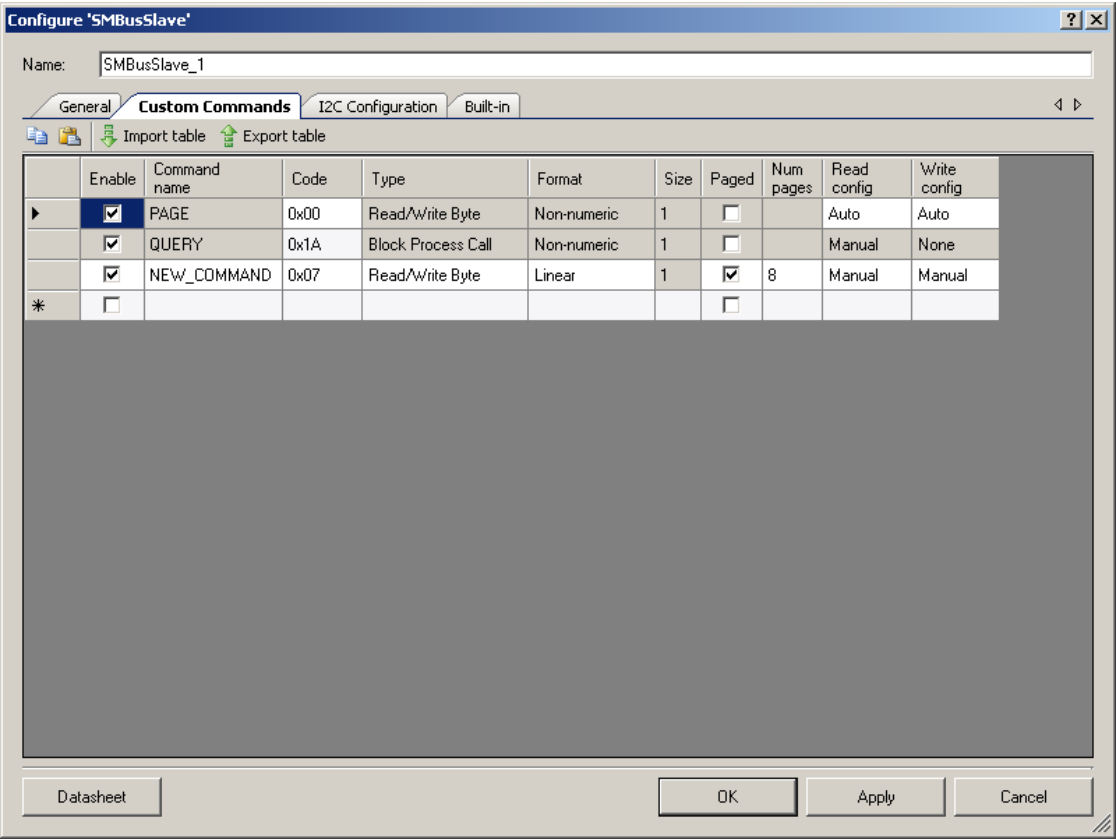 Configure 'SMBusSlave'
Name: SMBusSlave_1
General Custom Commands I2C Configuration Built-in
Import table Export table
Enable Command name Code Type Format Size Paged Num pages Read config Write config
PAGE 0x00 Read/Write Byte Non-numeric 1 Auto Auto
QUERY 0x1A Block Process Call Non-numeric 1 Manual None
NEW_COMMAND 0x07 Read/Write Byte Linear 1 8 Manual Manual
Datasheet OK Apply Cancel